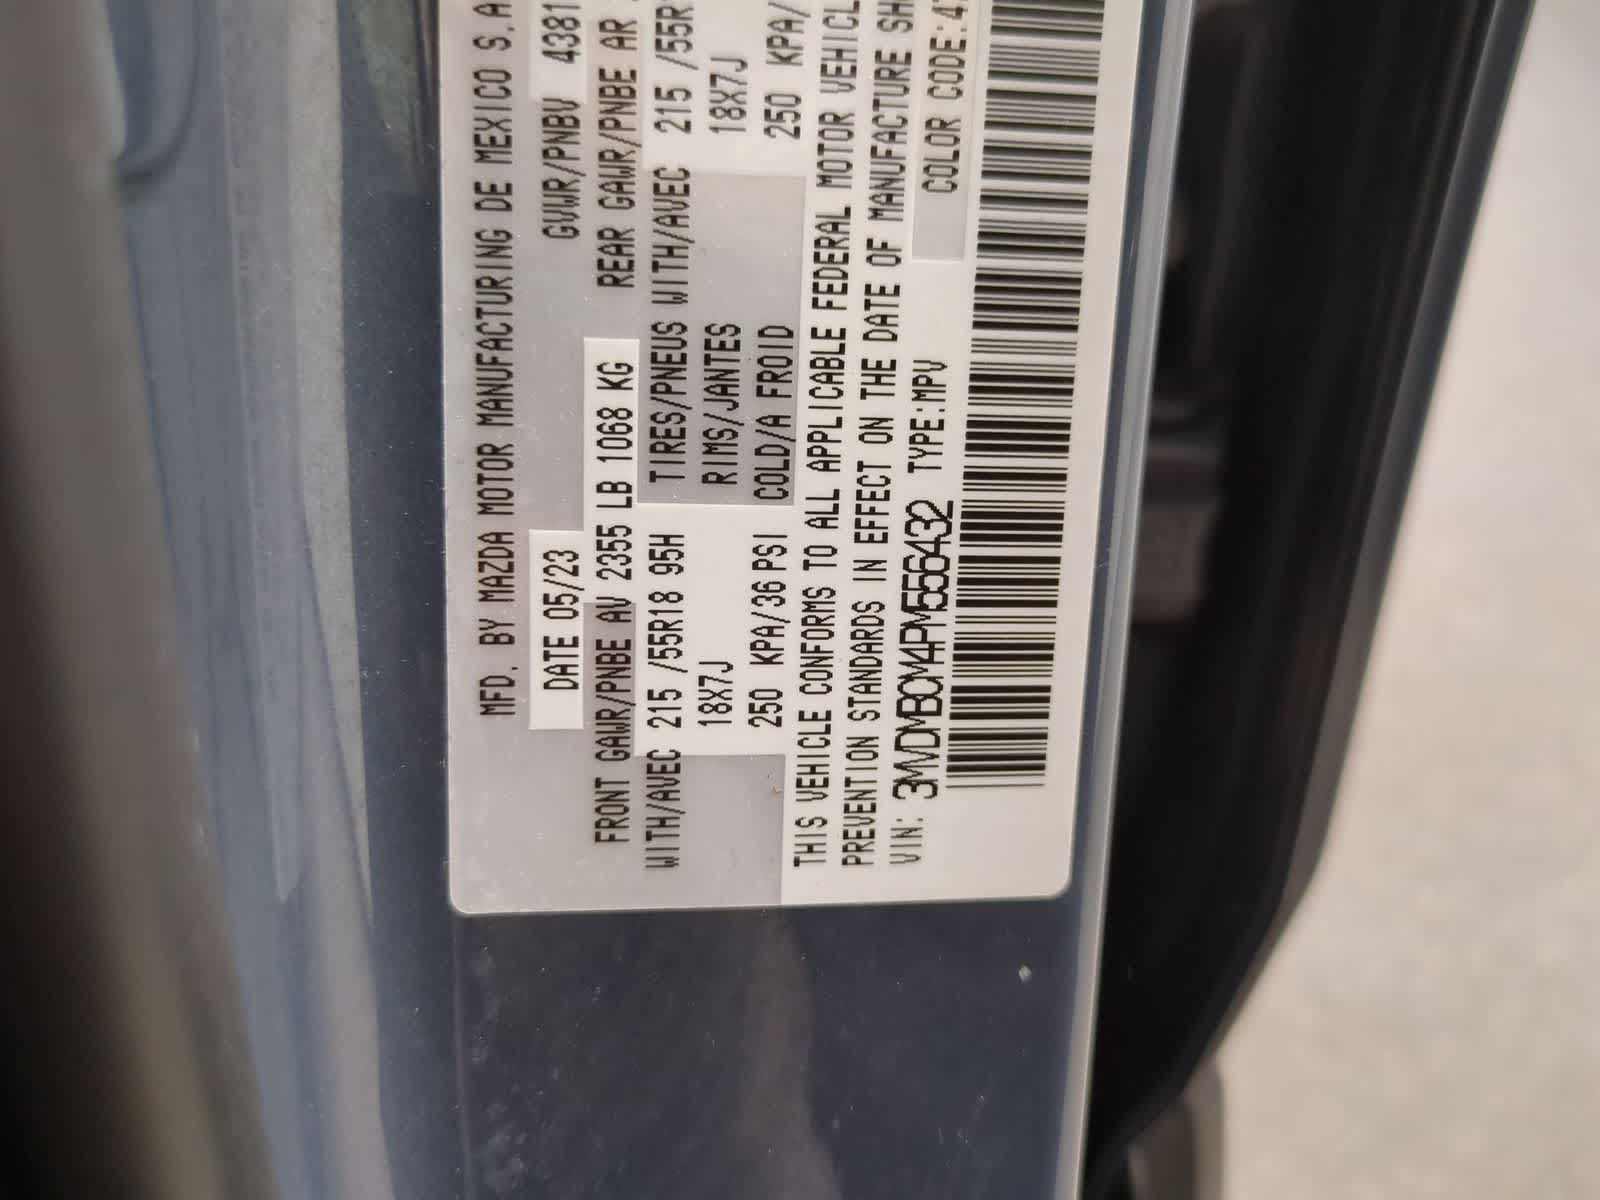 MFD. BY MAZDA MOTOR MANUFACTURING DE MEXICO S.A
DATE 05/23 GVWR/PNBV 4381
FRONT GAWR/PNBE AV 2355 LB 1068 KG REAR GAWR/PNBE AR
WITH/AVEC 215 /55R18 95H TIRES/PNEUS WITH/AVEC 215 /55R
18X7J RIMS/JANTES 18X7J
250 KPA/36 PSI COLD/A FROID 250 KPA/
THIS VEHICLE CONFORMS TO ALL APPLICABLE FEDERAL MOTOR VEHICL
PREVENTION STANDARDS IN EFFECT ON THE DATE OF MANUFACTURE SH
VIN: 3MVDMBCM4PM556432 TYPE:MPV COLOR CODE:4